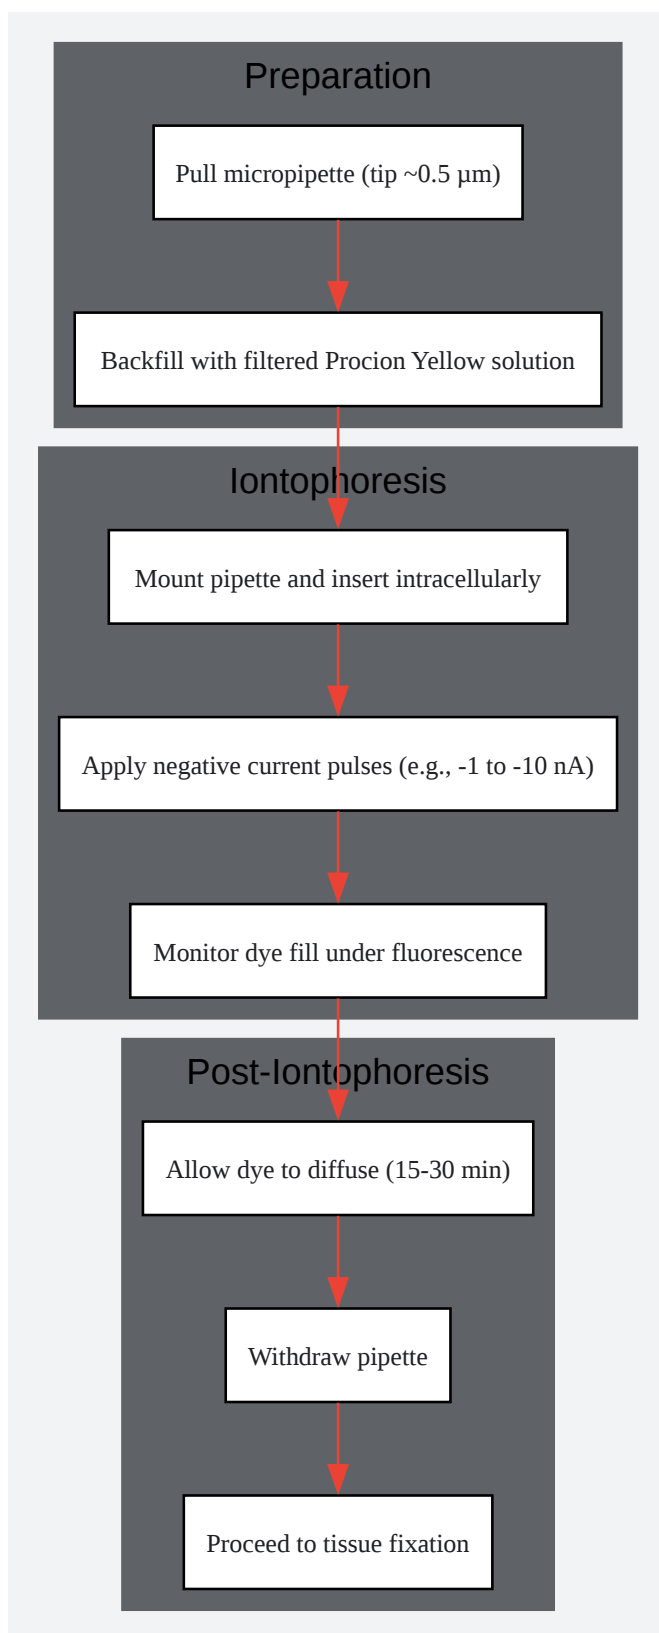 Preparation
Pull micropipette (tip ~0.5 µm)
Backfill with filtered Procion Yellow solution
Iontophoresis
Mount pipette and insert intracellularly
Apply negative current pulses (e.g., -1 to -10 nA)
Monitor dye fill under fluorescence
Post-Iontophoresis
Allow dye to diffuse (15-30 min)
Withdraw pipette
Proceed to tissue fixation